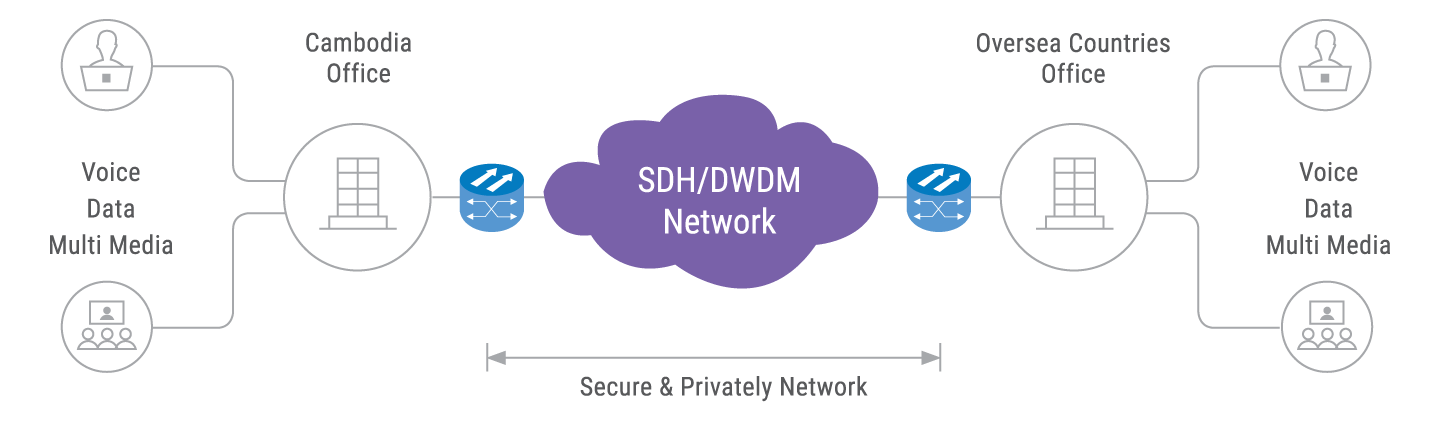 Cambodia
Office
Oversea Countries
Office
Voice
Data
Multi Media
SDH/DWDM
Network
Voice
Data
Multi Media
Secure & Privately Network